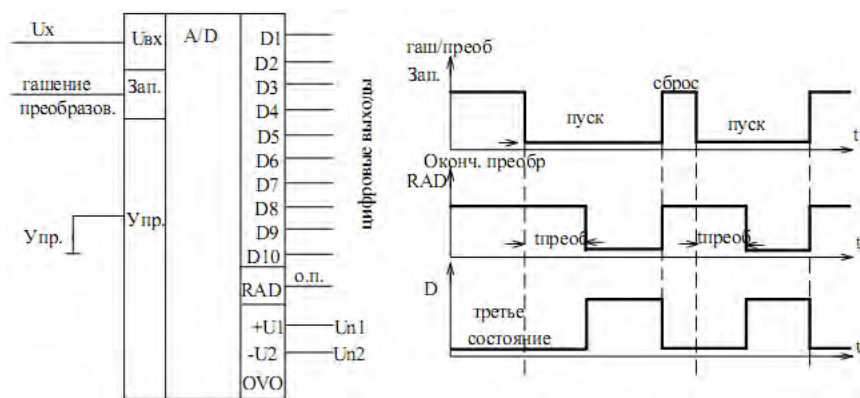 Uх
гашение
преобразов.
Упр.
Uвх
Зап.
Упр.
A/D
D1
D2
D3
D4
D5
D6
D7
D8
D9
D10
RAD
+U1
-U2
OVO
о.п.
Un1
Un2
цифровые выходы
гаш/преоб
Зап.
сброс
пуск
пуск
t
Оконч. преобр
RAD
tпреоб
tпреоб
t
D
третье
состояние
t